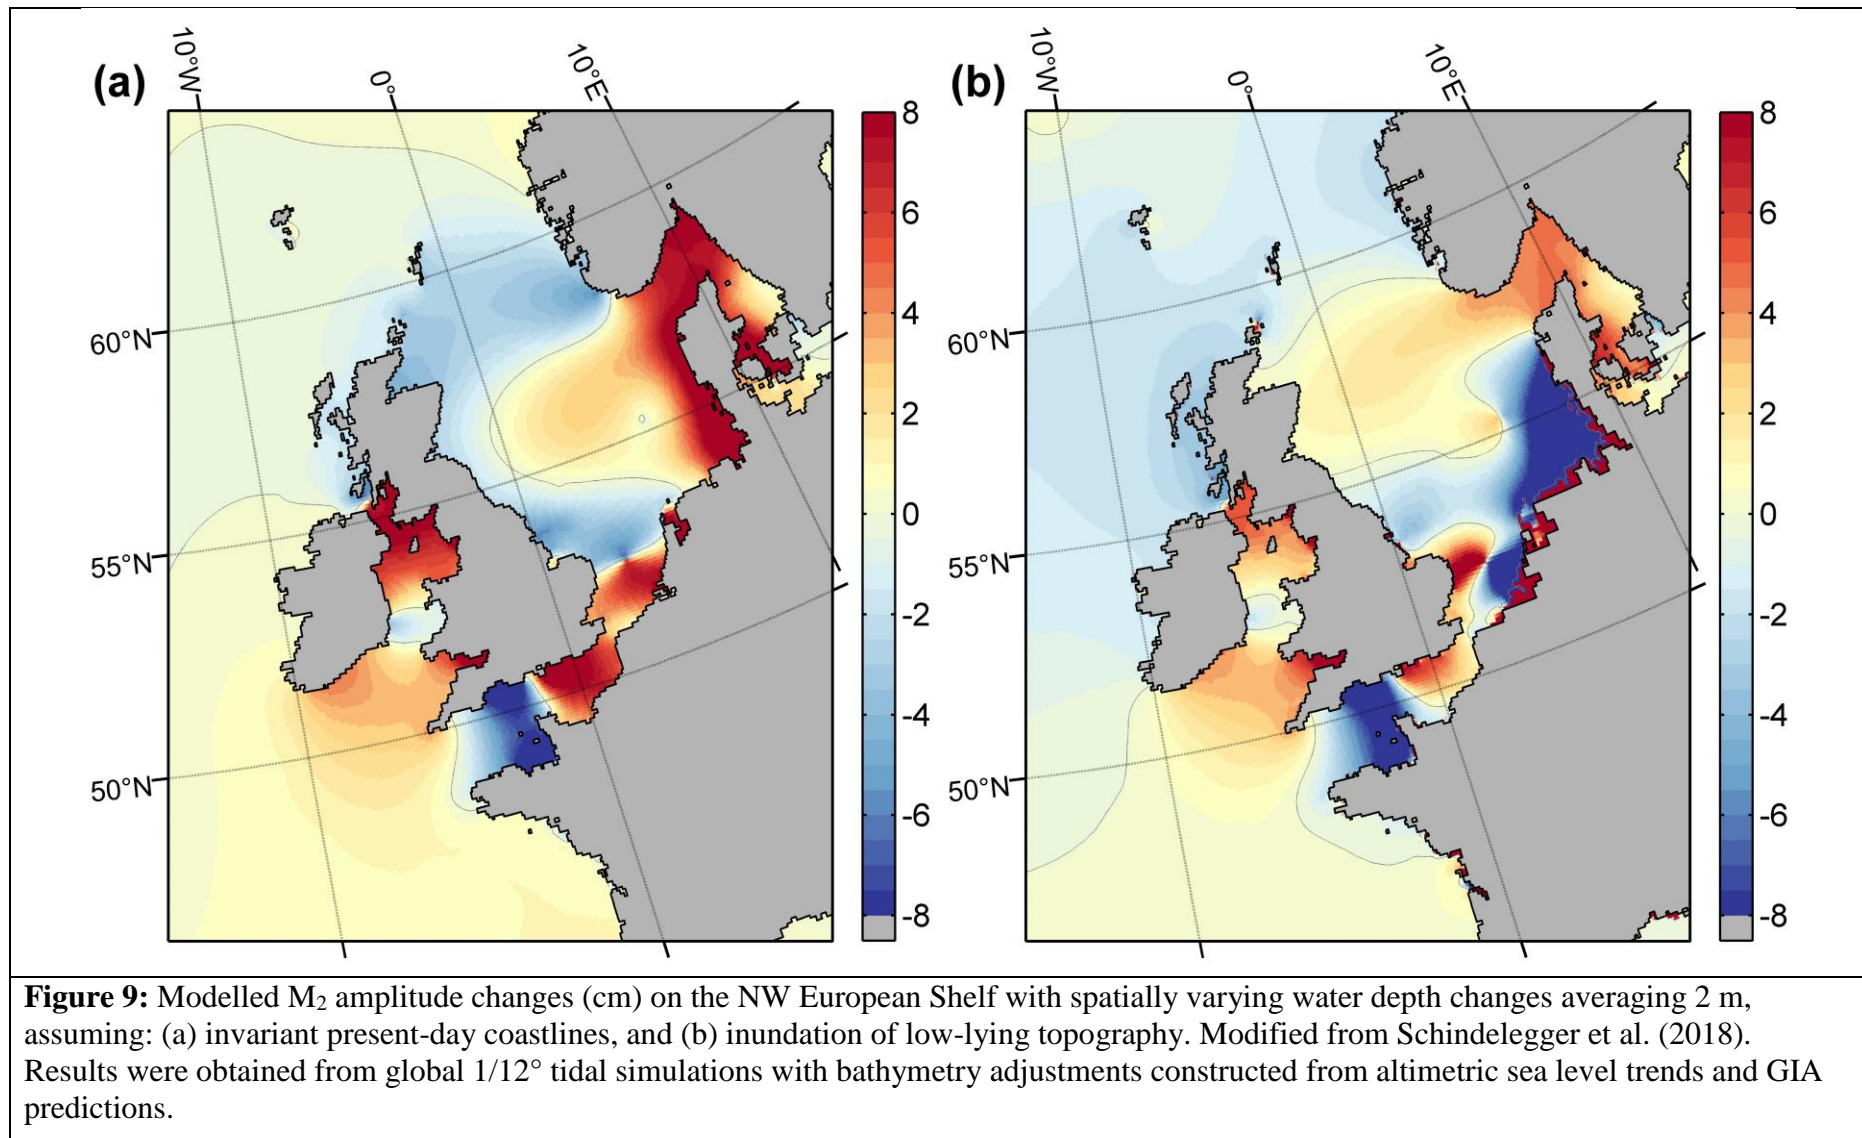 (a)
10°W
0°
10°E
60°N
55°N
50°N
8
6
4
2
0
-2
-4
-6
-8
(b)
10°W
0°
10°E
60°N
55°N
50°N
8
6
4
2
0
-2
-4
-6
-8
Figure 9: Modelled M₂ amplitude changes (cm) on the NW European Shelf with spatially varying water depth changes averaging 2 m,
assuming: (a) invariant present-day coastlines, and (b) inundation of low-lying topography. Modified from Schindelegger et al. (2018).
Results were obtained from global 1/12° tidal simulations with bathymetry adjustments constructed from altimetric sea level trends and GIA
predictions.